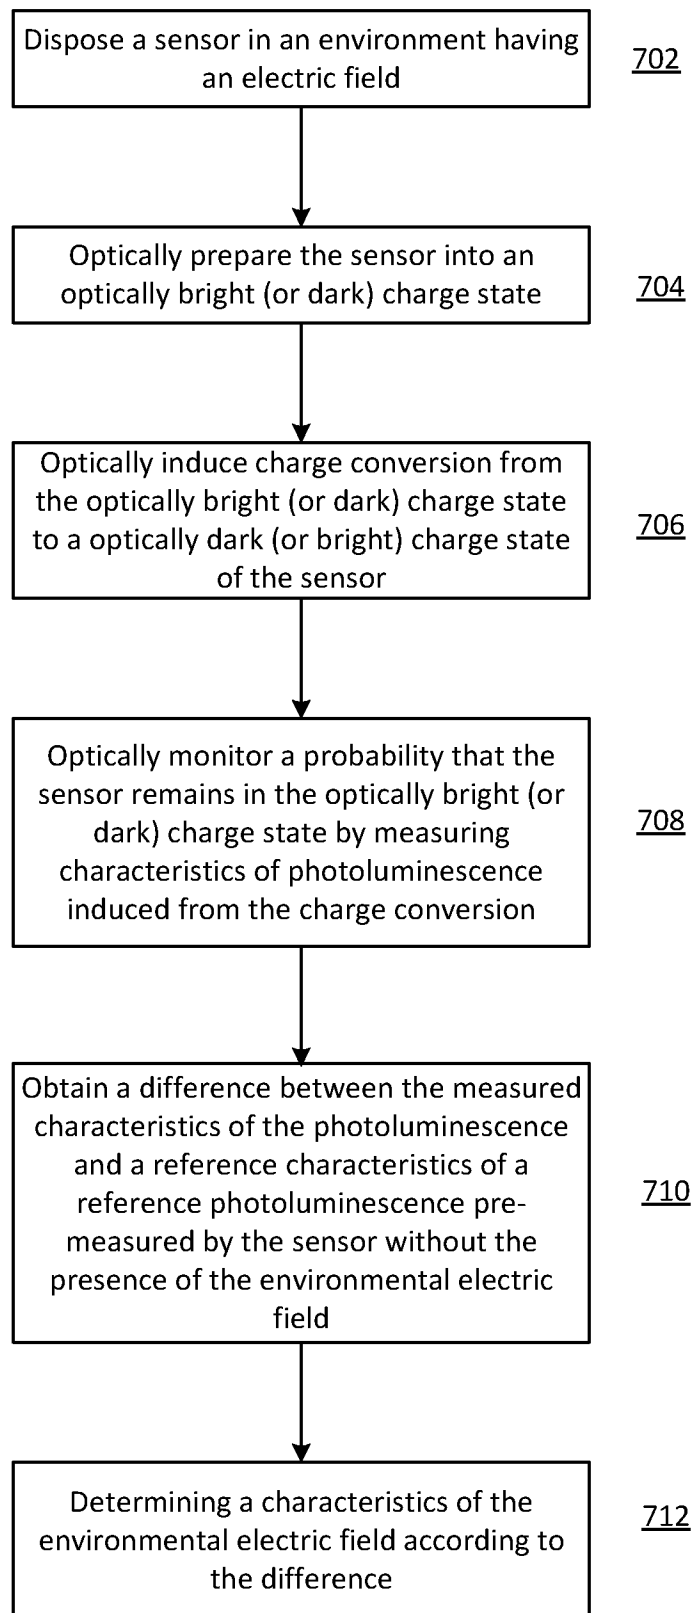 Dispose a sensor in an environment having
an electric field
702
Optically prepare the sensor into an
optically bright (or dark) charge state
704
Optically induce charge conversion from
the optically bright (or dark) charge state
to a optically dark (or bright) charge state
of the sensor
706
Optically monitor a probability that the
sensor remains in the optically bright (or
dark) charge state by measuring
characteristics of photoluminescence
induced from the charge conversion
708
Obtain a difference between the measured
characteristics of the photoluminescence
and a reference characteristics of a
reference photoluminescence pre-
measured by the sensor without the
presence of the environmental electric
field
710
Determining a characteristics of the
environmental electric field according to
the difference
712